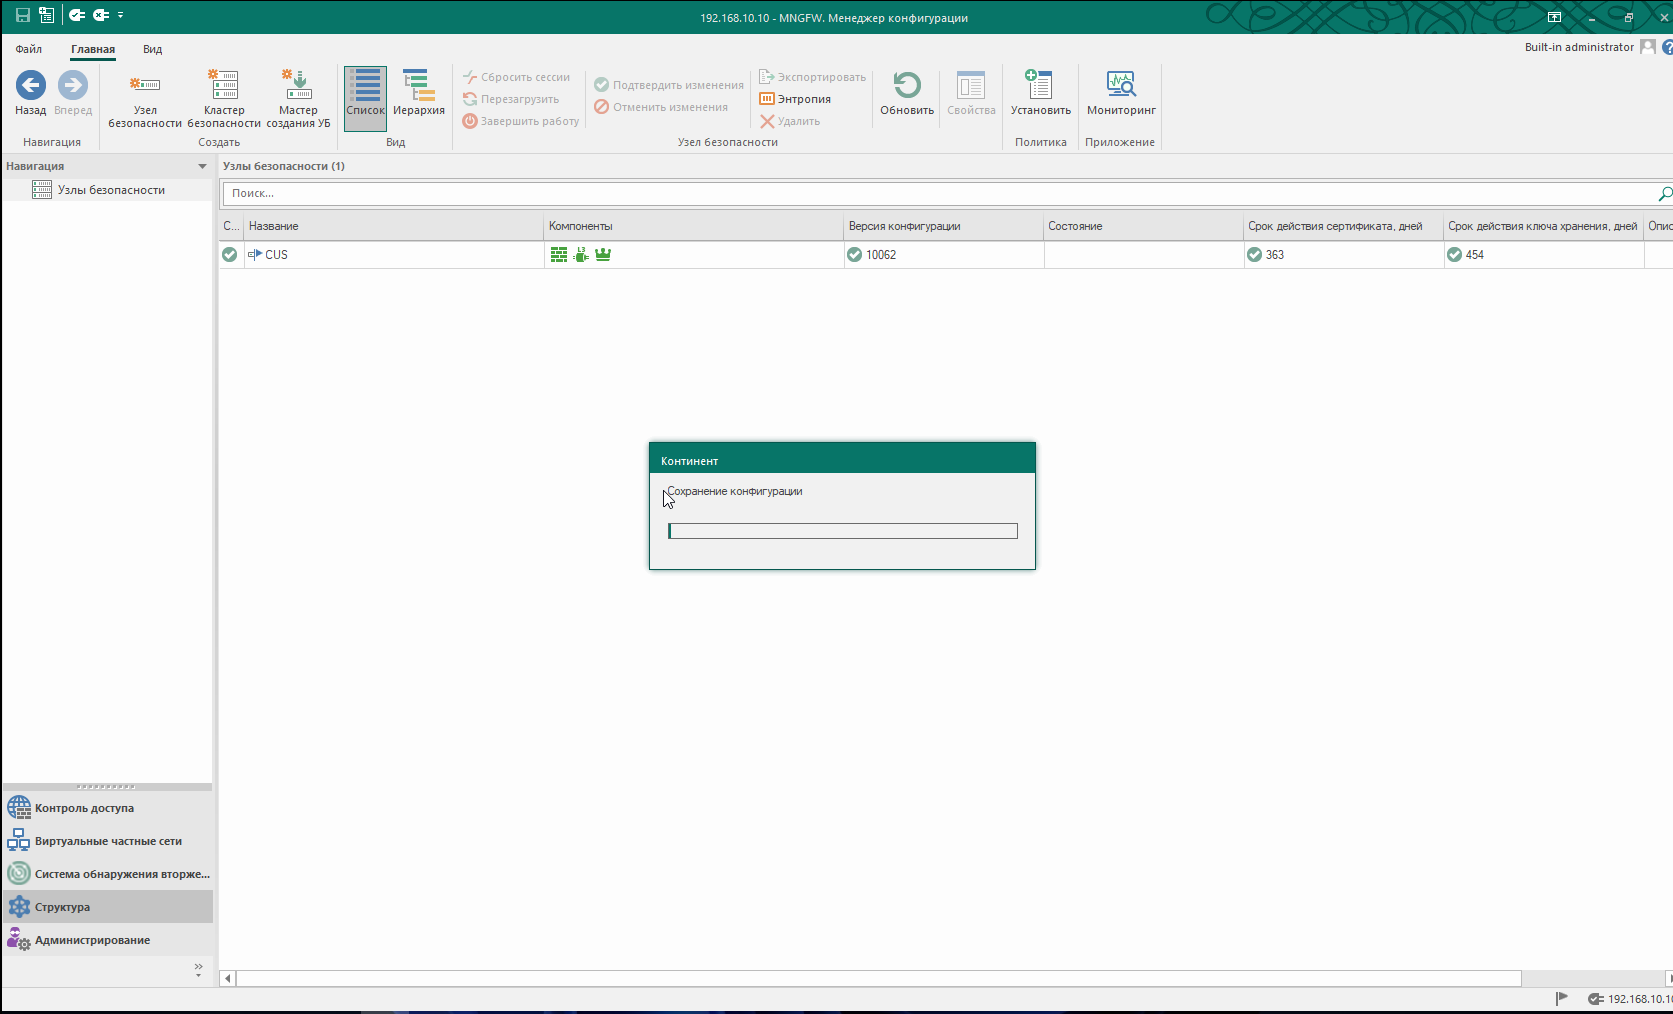 192.168.10.10 - MNGFW. Менеджер конфигурации
Файл Главная Вид
Built-in administrator
Назад Вперед
Узел безопасности
Кластер безопасности
Мастер создания УБ
Список Иерархия
Сбросить сессии
Перезагрузить
Завершить работу
Подтвердить изменения
Отменить изменения
Экспортировать
Энтропия
Удалить
Обновить Свойства Установить Мониторинг
Навигация Создать Вид Узел безопасности Политика Приложение
Навигация
Узлы безопасности
Узлы безопасности (1)
Поиск...
С... Название Компоненты Версия конфигурации Состояние Срок действия сертификата, дней Срок действия ключа хранения, дней Опис
CUS L3 10062 363 454
Континент
Сохранение конфигурации
Контроль доступа
Виртуальные частные сети
Система обнаружения вторже...
Структура
Администрирование
192.168.10.10